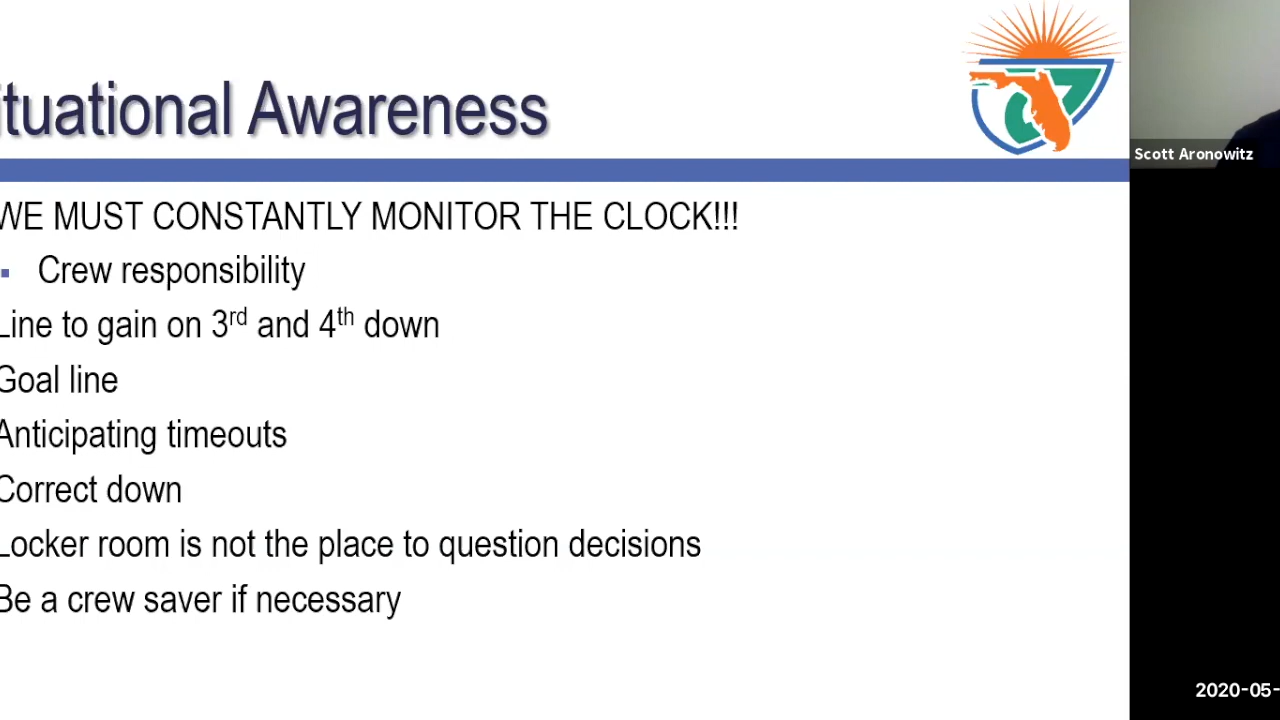 ituational Awareness
Scott Aronowitz
WE MUST CONSTANTLY MONITOR THE CLOCK!!!
▪ Crew responsibility
Line to gain on 3rd and 4th down
Goal line
Anticipating timeouts
Correct down
Locker room is not the place to question decisions
Be a crew saver if necessary
2020-05-